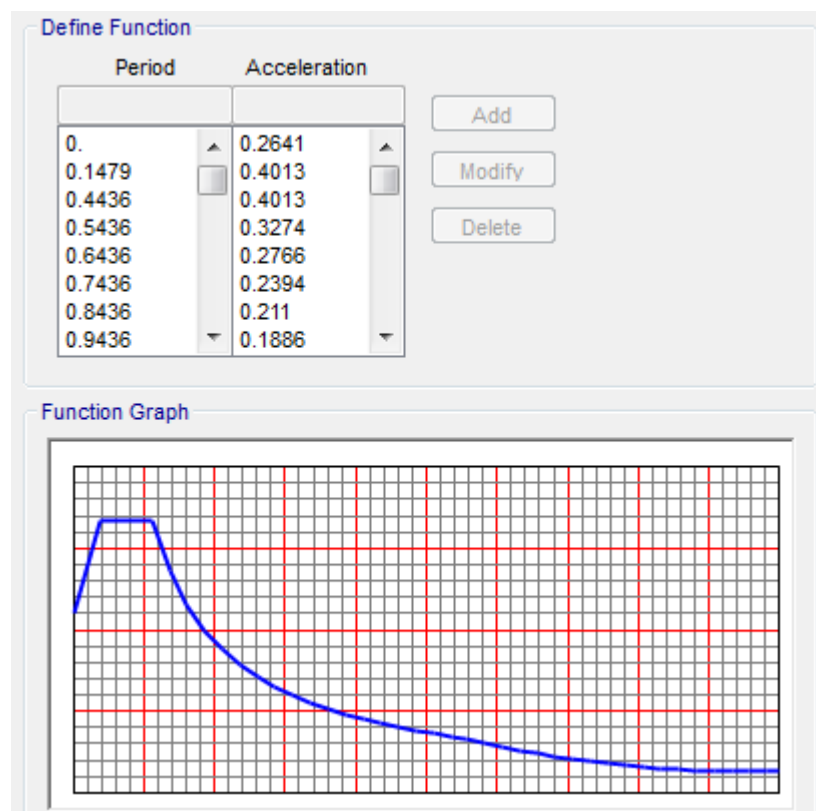 Define Function
Period Acceleration
Add
Modify
Delete
0. 0.2641
0.1479 0.4013
0.4436 0.4013
0.5436 0.3274
0.6436 0.2766
0.7436 0.2394
0.8436 0.211
0.9436 0.1886
Function Graph